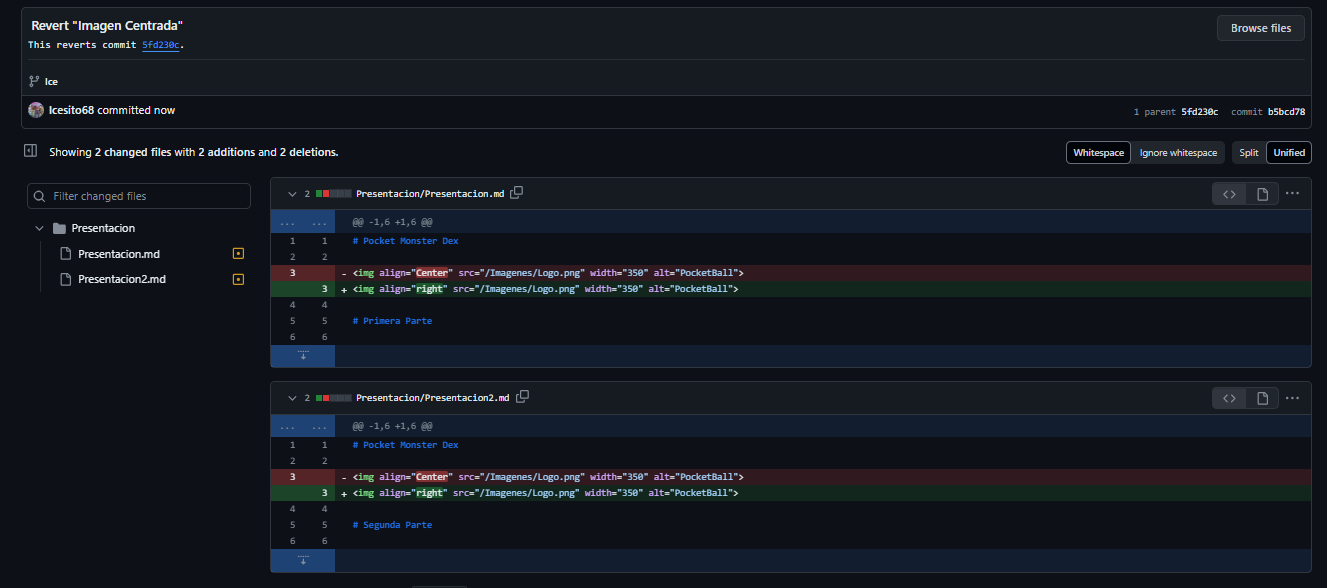 Revert "Imagen Centrada"
Browse files
This reverts commit 5fd230c.
Ice
Icesito68 committed now
1 parent 5fd230c commit b5bcd78
Showing 2 changed files with 2 additions and 2 deletions.
Whitespace Ignore whitespace Split Unified
Filter changed files
Presentacion
Presentacion.md
Presentacion2.md
2 Presentacion/Presentacion.md
... ... @@ -1,6 +1,6 @@
1 1 # Pocket Monster Dex
2 2
3 - <img align="Center" src="/Imagenes/Logo.png" width="350" alt="PocketBall">
3 + <img align="right" src="/Imagenes/Logo.png" width="350" alt="PocketBall">
4 4
5 5 # Primera Parte
6 6
2 Presentacion/Presentacion2.md
... ... @@ -1,6 +1,6 @@
1 1 # Pocket Monster Dex
2 2
3 - <img align="Center" src="/Imagenes/Logo.png" width="350" alt="PocketBall">
3 + <img align="right" src="/Imagenes/Logo.png" width="350" alt="PocketBall">
4 4
5 5 # Segunda Parte
6 6